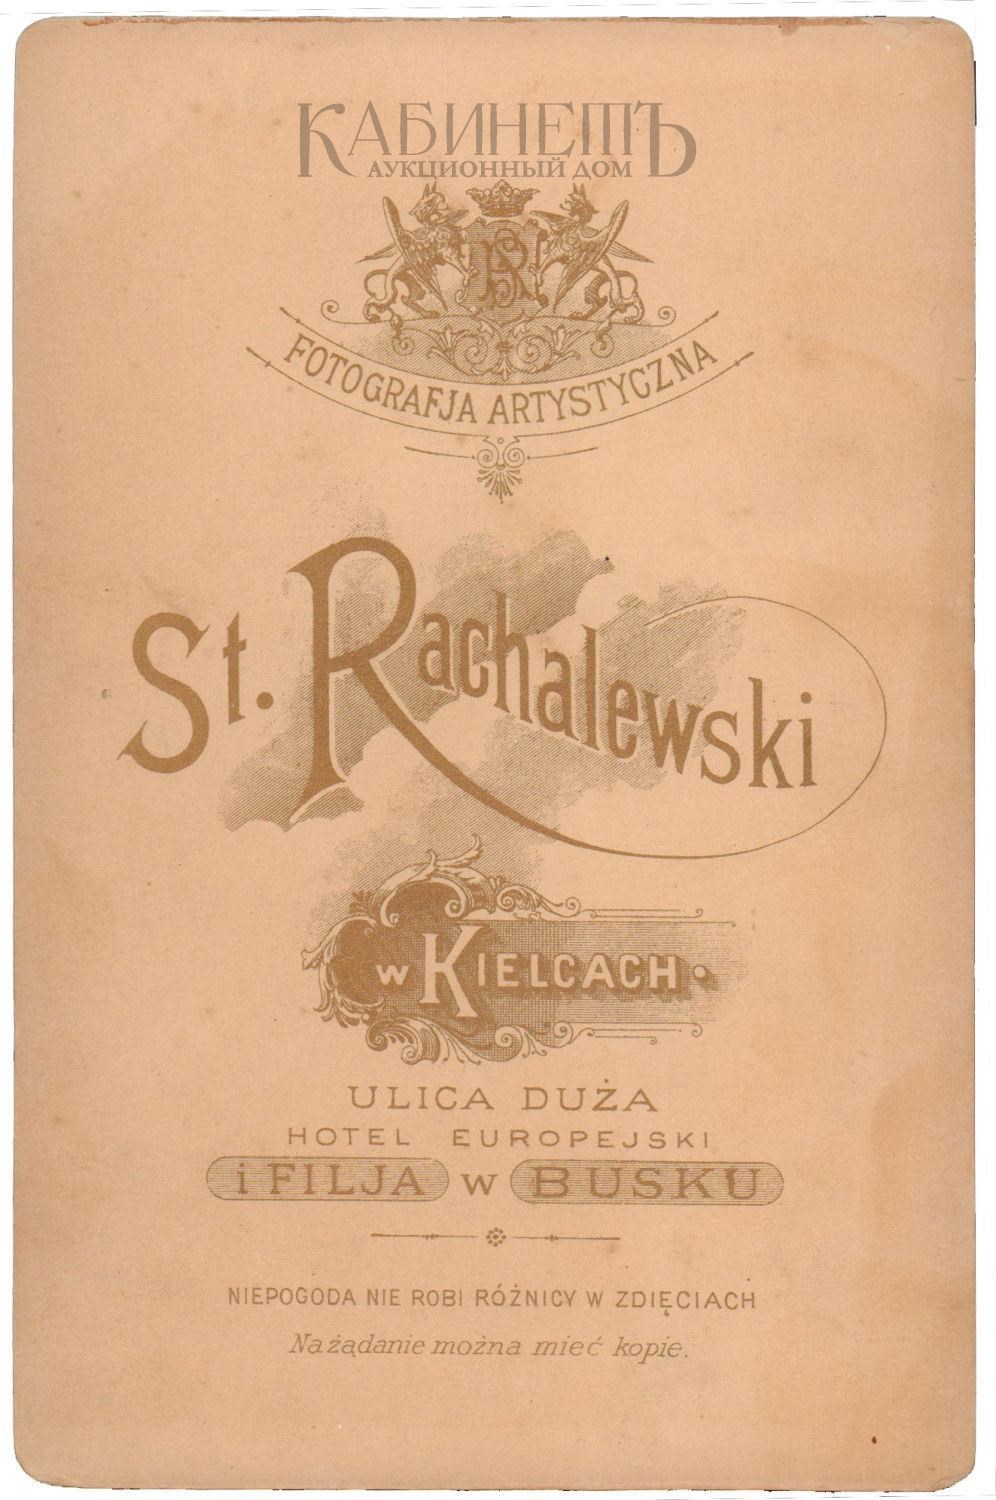 КАБИНЕТЪ
АУКЦИОННЫЙ ДОМ
SR
FOTOGRAFJA ARTYSTYCZNA
St. Rachalewski
w KIELCACH.
ULICA DUŻA
HOTEL EUROPEJSKI
i FILJA w BUSKU
NIEPOGODA NIE ROBI RÓŻNICY W ZDIĘCIACH
Na żądanie można mieć kopie.